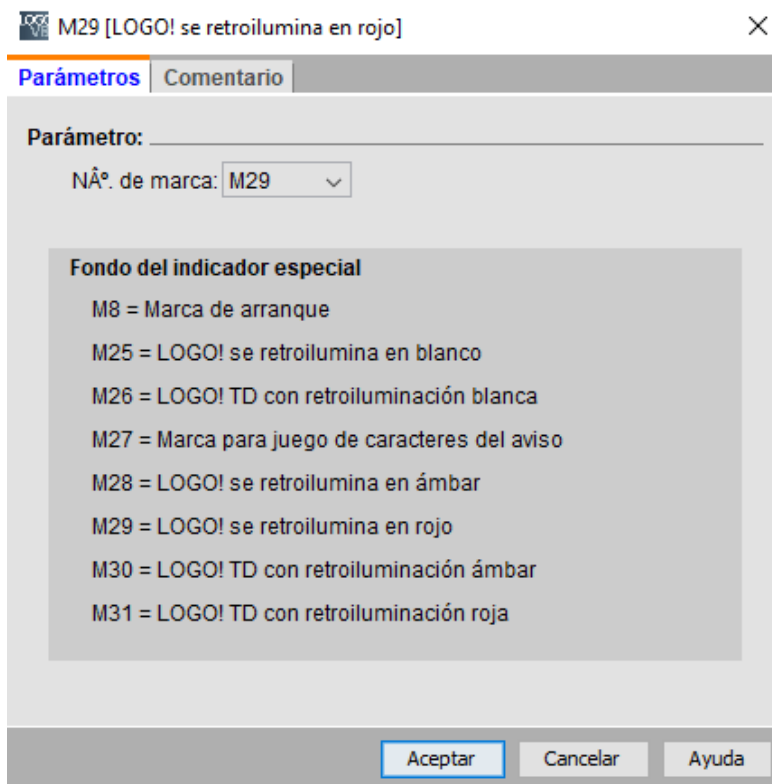 M29 [LOGO! se retroilumina en rojo]
Parámetros Comentario
Parámetro:
NÂº. de marca: M29
Fondo del indicador especial
M8 = Marca de arranque
M25 = LOGO! se retroilumina en blanco
M26 = LOGO! TD con retroiluminación blanca
M27 = Marca para juego de caracteres del aviso
M28 = LOGO! se retroilumina en ámbar
M29 = LOGO! se retroilumina en rojo
M30 = LOGO! TD con retroiluminación ámbar
M31 = LOGO! TD con retroiluminación roja
Aceptar Cancelar Ayuda